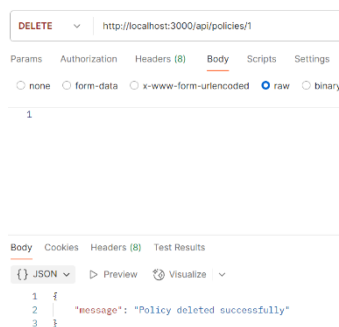 DELETE http://localhost:3000/api/policies/1
Params Authorization Headers (8) Body Scripts Settings
none form-data x-www-form-urlencoded raw binary
1
Body Cookies Headers (8) Test Results
{} JSON Preview Visualize
1 {
2 "message": "Policy deleted successfully"
3 }